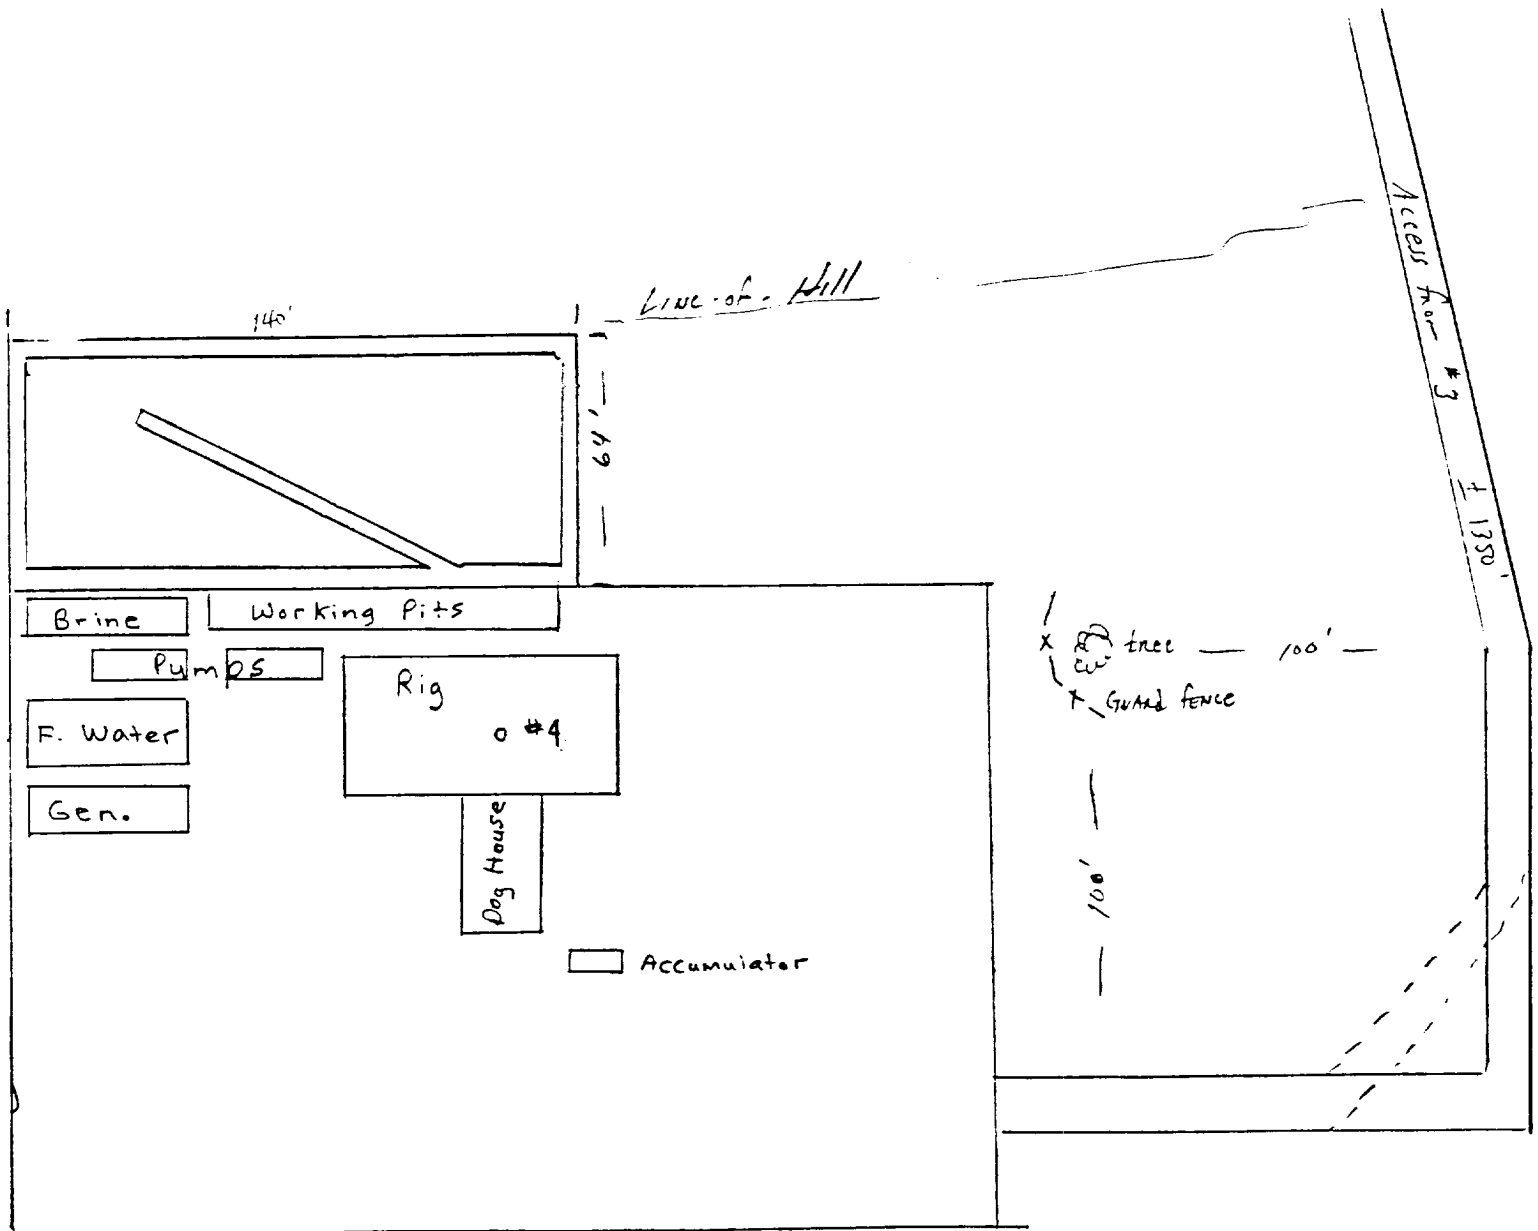 Access from #3 ± 1350'
Line-of-Hill
140'
64'
Brine
Working Pits
Pumps
Rig
#4
F. Water
Gen.
Dog House
Accumulator
tree — 100' —
Guard fence
100'